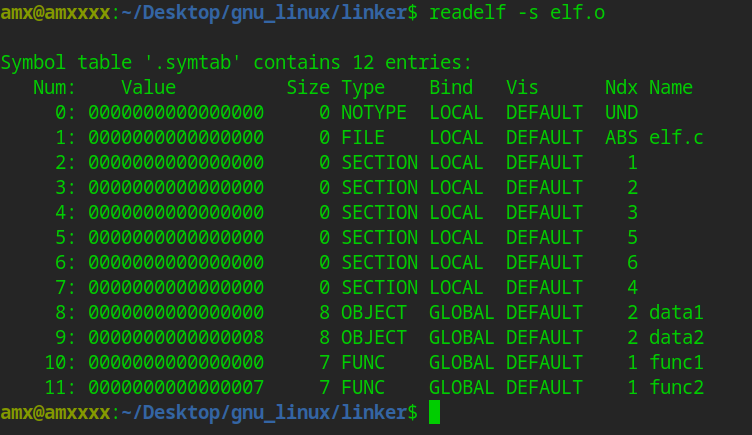 amx@amxxxx:~/Desktop/gnu_linux/linker$ readelf -s elf.o
Symbol table '.symtab' contains 12 entries:
   Num:    Value          Size Type    Bind   Vis      Ndx Name
     0: 0000000000000000     0 NOTYPE  LOCAL  DEFAULT  UND
     1: 0000000000000000     0 FILE    LOCAL  DEFAULT  ABS elf.c
     2: 0000000000000000     0 SECTION LOCAL  DEFAULT    1
     3: 0000000000000000     0 SECTION LOCAL  DEFAULT    2
     4: 0000000000000000     0 SECTION LOCAL  DEFAULT    3
     5: 0000000000000000     0 SECTION LOCAL  DEFAULT    5
     6: 0000000000000000     0 SECTION LOCAL  DEFAULT    6
     7: 0000000000000000     0 SECTION LOCAL  DEFAULT    4
     8: 0000000000000000     8 OBJECT  GLOBAL DEFAULT    2 data1
     9: 0000000000000008     8 OBJECT  GLOBAL DEFAULT    2 data2
    10: 0000000000000000     7 FUNC    GLOBAL DEFAULT    1 func1
    11: 0000000000000007     7 FUNC    GLOBAL DEFAULT    1 func2
amx@amxxxx:~/Desktop/gnu_linux/linker$